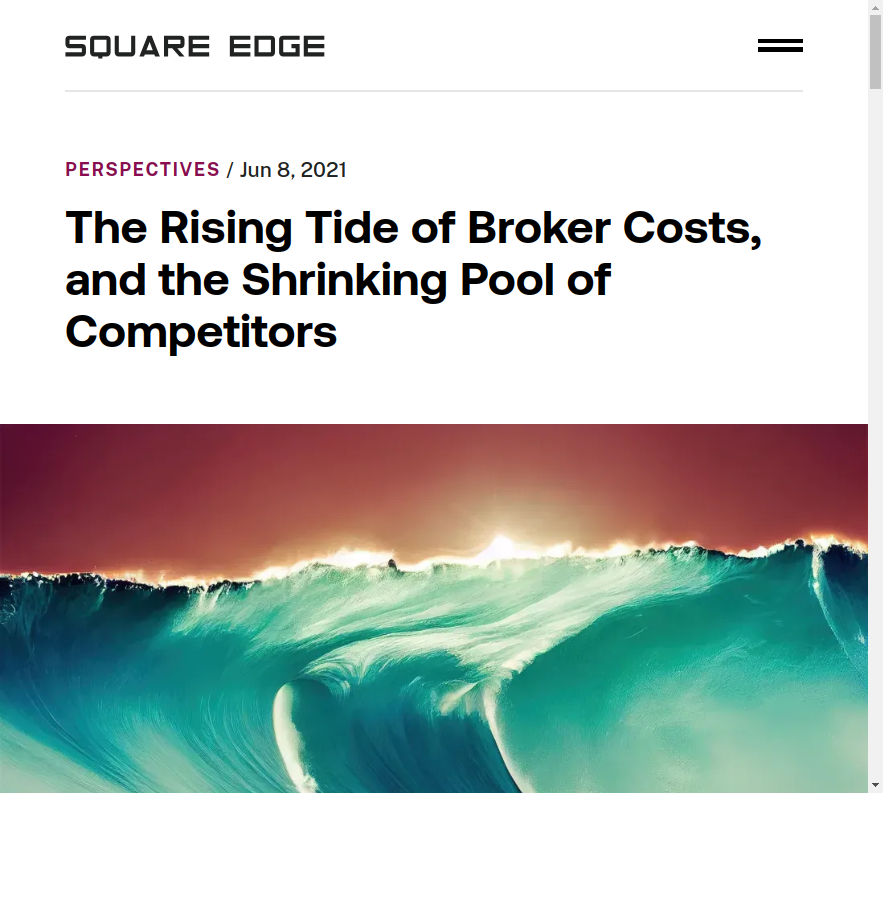 SQUARE EDGE
PERSPECTIVES / Jun 8, 2021
The Rising Tide of Broker Costs,
and the Shrinking Pool of
Competitors